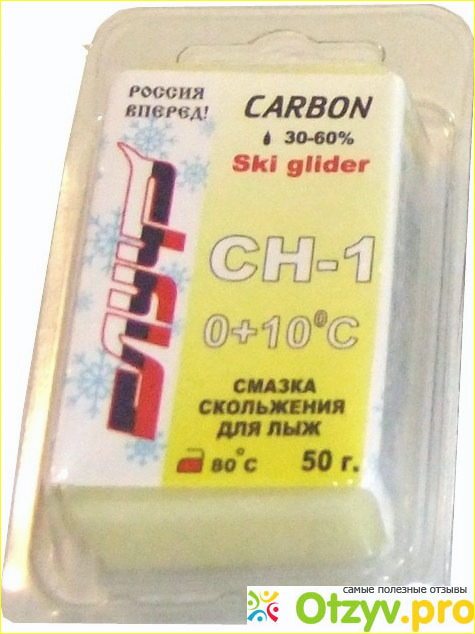 РОССИЯ
ВПЕРЕД!
CARBON
30-60%
Ski glider
ЛУЧ
CH-1
0+10°C
СМАЗКА
СКОЛЬЖЕНИЯ
ДЛЯ ЛЫЖ
80°C 50 г.
самые полезные отзывы
Otzyv.pro